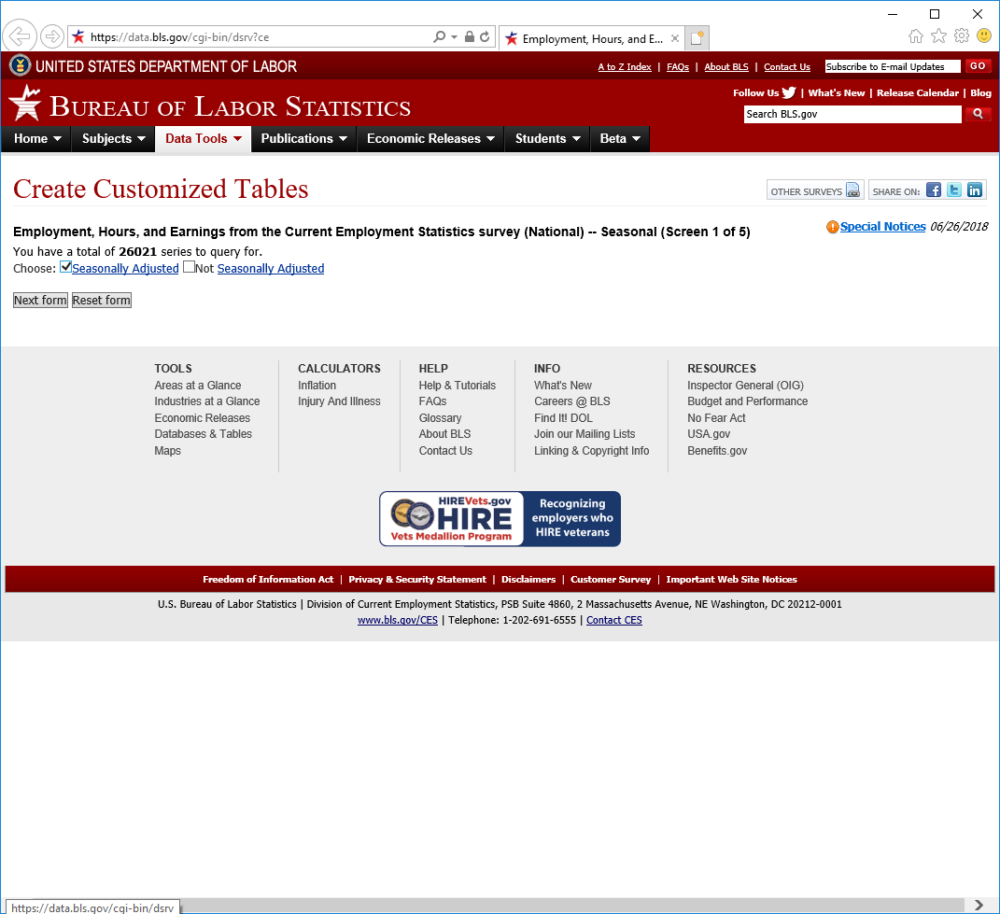 https://data.bls.gov/cgi-bin/dsrv?ce
Employment, Hours, and E...
UNITED STATES DEPARTMENT OF LABOR
A to Z Index | FAQs | About BLS | Contact Us
Subscribe to E-mail Updates GO
BUREAU OF LABOR STATISTICS
Follow Us | What's New | Release Calendar | Blog
Search BLS.gov
Home Subjects Data Tools Publications Economic Releases Students Beta
Create Customized Tables
OTHER SURVEYS SHARE ON:
Employment, Hours, and Earnings from the Current Employment Statistics survey (National) -- Seasonal (Screen 1 of 5)
Special Notices 06/26/2018
You have a total of 26021 series to query for.
Choose: Seasonally Adjusted Not Seasonally Adjusted
Next form Reset form
TOOLS
Areas at a Glance
Industries at a Glance
Economic Releases
Databases & Tables
Maps
CALCULATORS
Inflation
Injury And Illness
HELP
Help & Tutorials
FAQs
Glossary
About BLS
Contact Us
INFO
What's New
Careers @ BLS
Find It! DOL
Join our Mailing Lists
Linking & Copyright Info
RESOURCES
Inspector General (OIG)
Budget and Performance
No Fear Act
USA.gov
Benefits.gov
HIREVets.gov
HIRE
Vets Medallion Program
Recognizing
employers who
HIRE veterans
Freedom of Information Act | Privacy & Security Statement | Disclaimers | Customer Survey | Important Web Site Notices
U.S. Bureau of Labor Statistics | Division of Current Employment Statistics, PSB Suite 4860, 2 Massachusetts Avenue, NE Washington, DC 20212-0001
www.bls.gov/CES | Telephone: 1-202-691-6555 | Contact CES
https://data.bls.gov/cgi-bin/dsrv